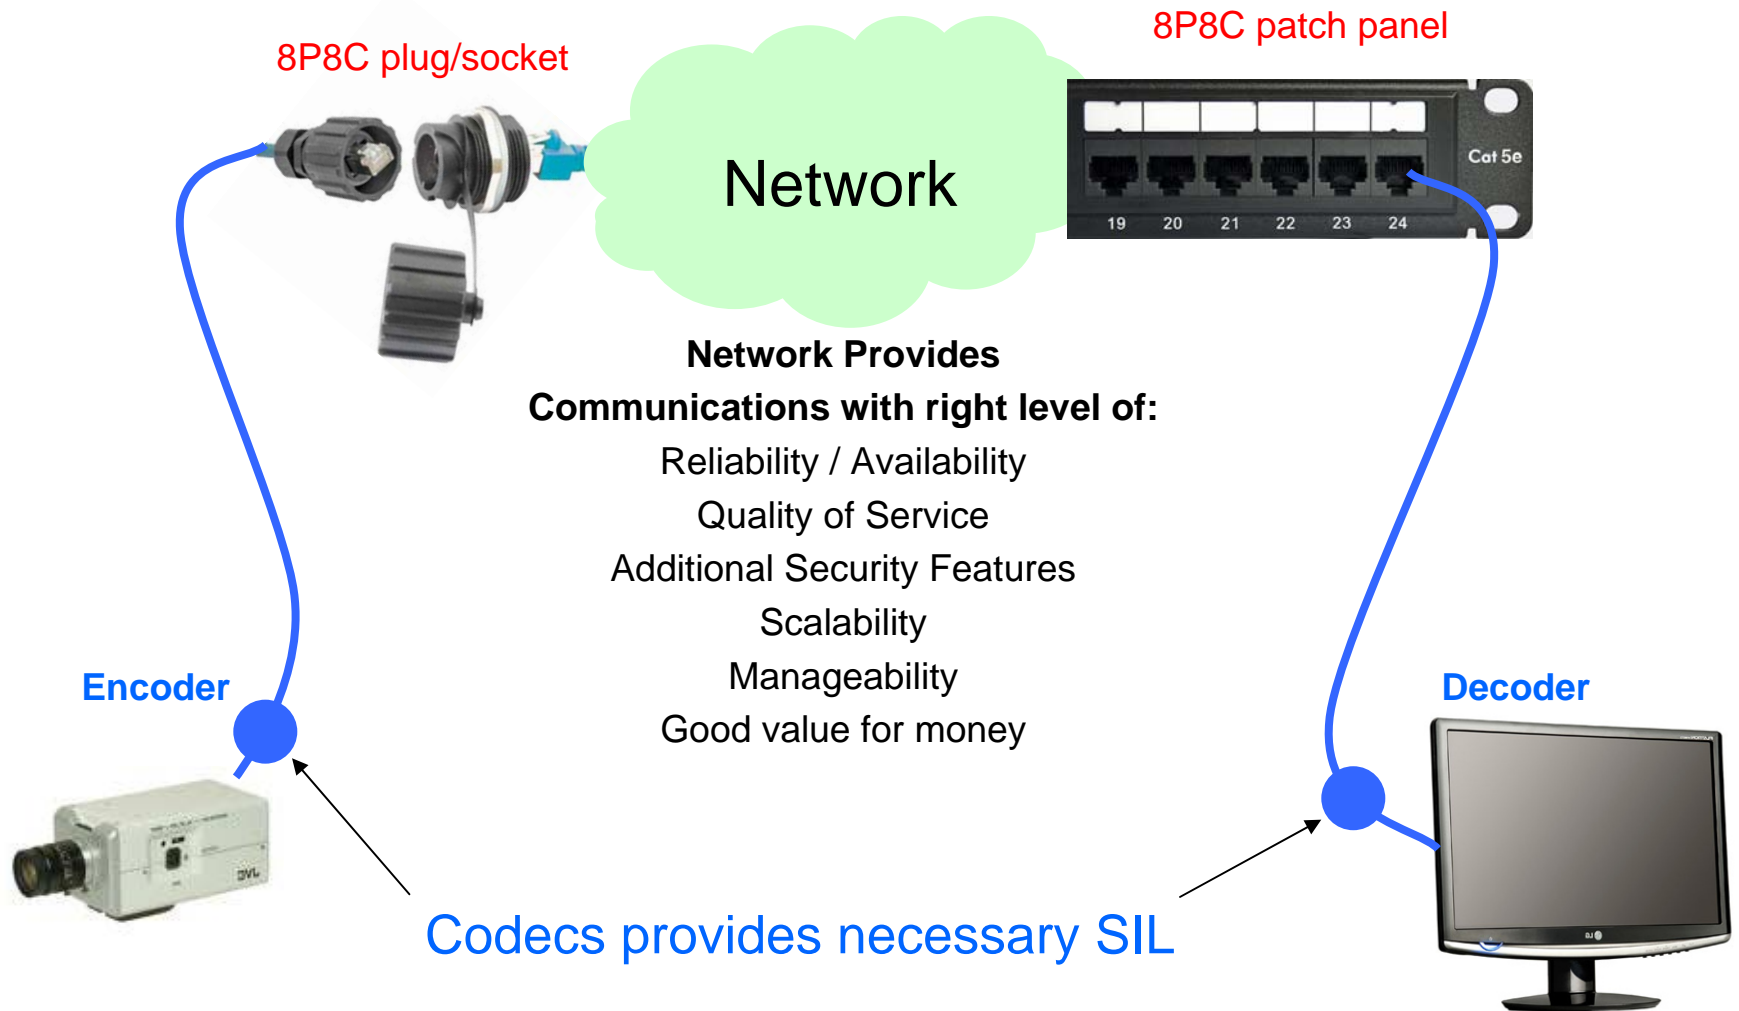 8P8C plug/socket
8P8C patch panel
Network
Cat 5e
19 20 21 22 23 24
Network Provides
Communications with right level of:
Reliability / Availability
Quality of Service
Additional Security Features
Scalability
Manageability
Good value for money
Encoder
Decoder
Codecs provides necessary SIL